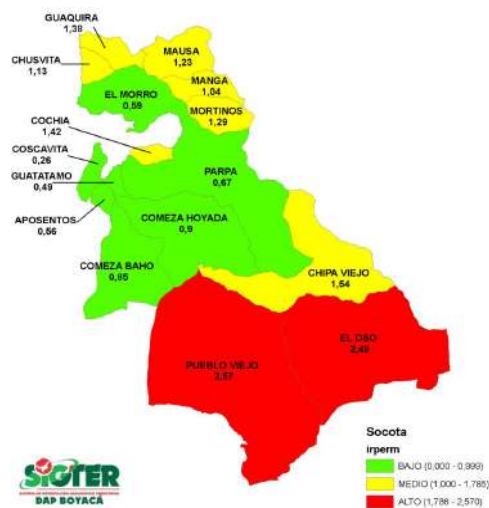 GUAQUIRA
1,38
MAUSA
1,23
CHUSVITA
1,13
MANGA
1,04
EL MORRO
0,59
MORTINOS
1,29
COCHIA
1,42
COSCAVITA
0,26
GUATATAMO
0,49
PARPA
0,67
APOSENTOS
0,56
COMEZA HOYADA
0,9
COMEZA BAHO
0,85
CHIPA VIEJO
1,54
EL OSO
2,49
PUEBLO VIEJO
2,57
Socota
irperm
BAJO (0,000 - 0,999)
MEDIO (1,000 - 1,785)
ALTO (1,786 - 2,570)
SIGTER
DAP BOYACÁ